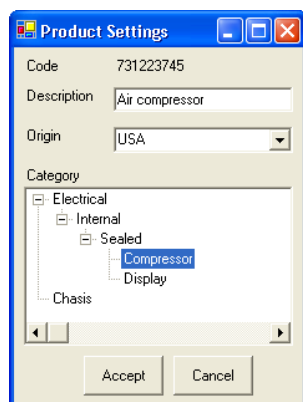 Product Settings
Code 731223745
Description Air compressor
Origin USA
Category
Electrical
Internal
Sealed
Compressor
Display
Chasis
Accept Cancel